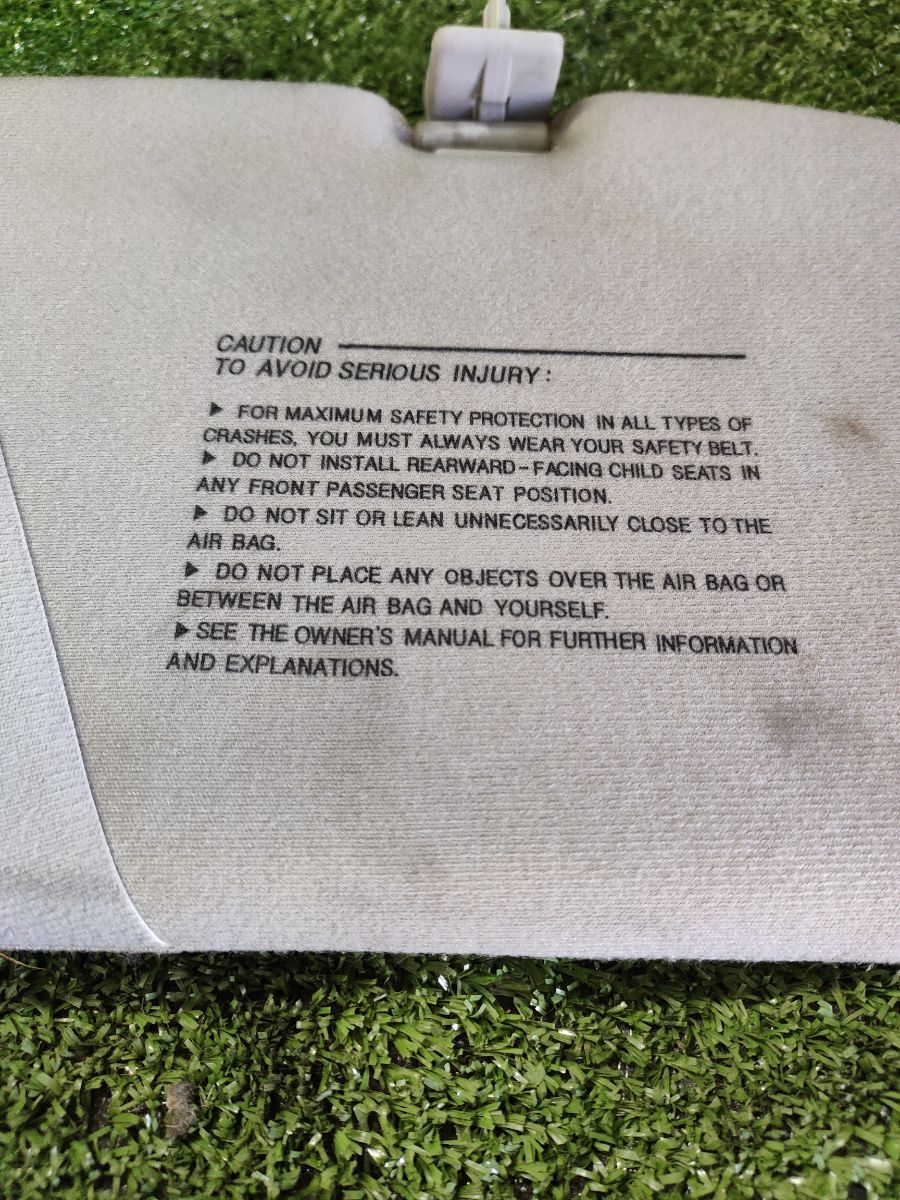 CAUTION
TO AVOID SERIOUS INJURY:
▶ FOR MAXIMUM SAFETY PROTECTION IN ALL TYPES OF
CRASHES, YOU MUST ALWAYS WEAR YOUR SAFETY BELT.
▶ DO NOT INSTALL REARWARD-FACING CHILD SEATS IN
ANY FRONT PASSENGER SEAT POSITION.
▶ DO NOT SIT OR LEAN UNNECESSARILY CLOSE TO THE
AIR BAG.
▶ DO NOT PLACE ANY OBJECTS OVER THE AIR BAG OR
BETWEEN THE AIR BAG AND YOURSELF.
▶ SEE THE OWNER'S MANUAL FOR FURTHER INFORMATION
AND EXPLANATIONS.